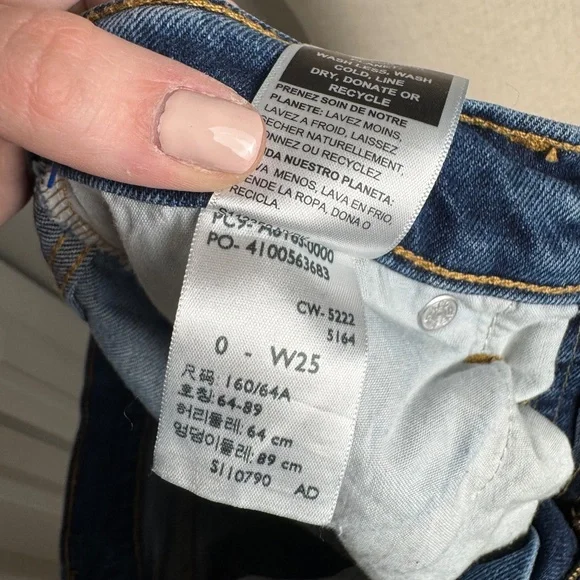 WASH LESS, WASH
COLD, LINE
DRY, DONATE OR
RECYCLE
PRENEZ SOIN DE NOTRE
PLANETE: LAVEZ MOINS,
LAVEZ A FROID, LAISSEZ
SECHER NATURELLEMENT,
DONNEZ OU RECYCLEZ
NUESTRO PLANETA:
MENOS, LAVA EN FRIO,
LA ROPA, DONA O
RECICLA.
PO- 4100563683
CW-5222
5164
0 - W25
尺码 160/64A
호칭: 64-89
허리둘레: 64 cm
엉덩이둘레: 89 cm
S110790 AD